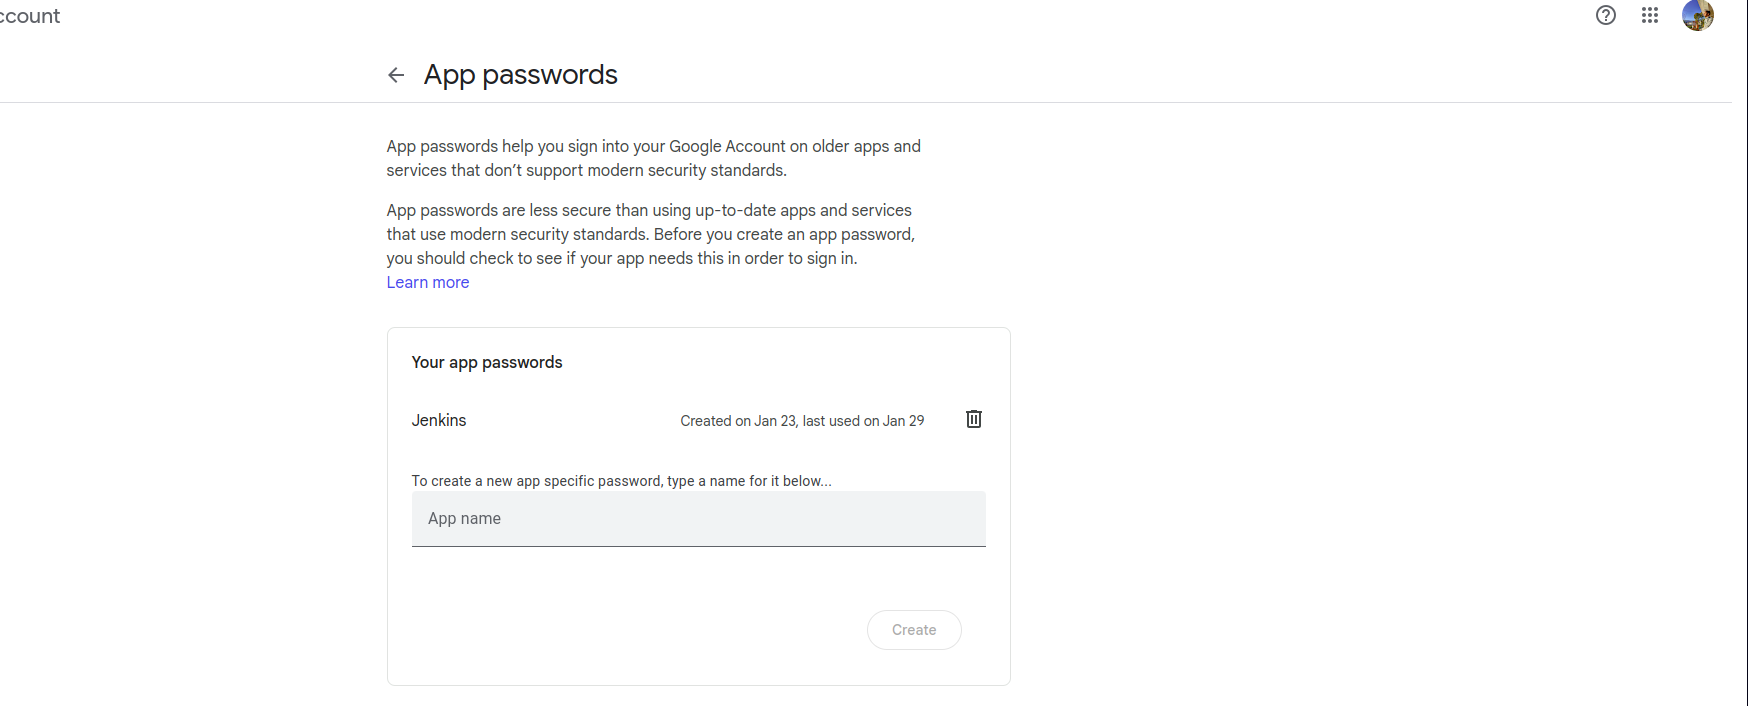 ccount
App passwords
App passwords help you sign into your Google Account on older apps and
services that don’t support modern security standards.
App passwords are less secure than using up-to-date apps and services
that use modern security standards. Before you create an app password,
you should check to see if your app needs this in order to sign in.
Learn more
Your app passwords
Jenkins Created on Jan 23, last used on Jan 29
To create a new app specific password, type a name for it below...
App name
Create